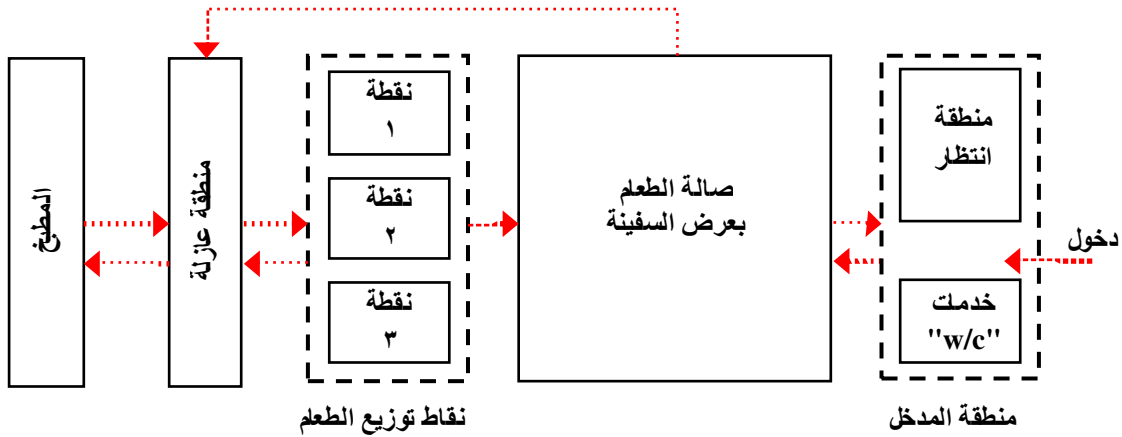 دخول
منطقة
انتظار
خدمات
"w/c"
منطقة المدخل
صالة الطعام
بعرض السفينة
نقطة
١
نقطة
٢
نقطة
٣
نقاط توزيع الطعام
منطقة عازلة
المطبخ